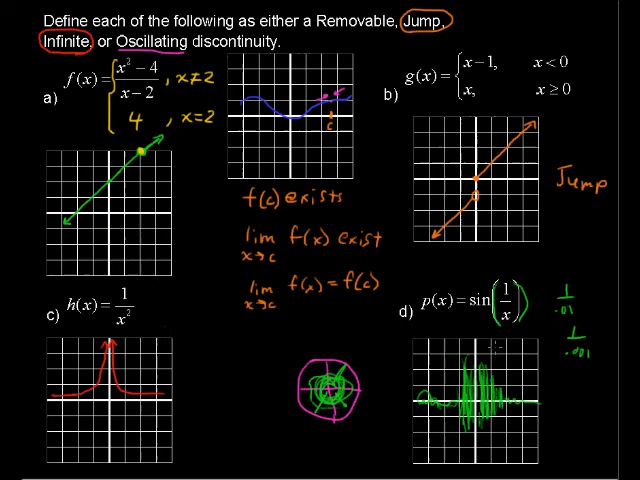 Define each of the following as either a Removable, Jump,
Infinite, or Oscillating discontinuity.
a) f(x) = { x² − 4 / x − 2 , x ≠ 2
4 , x = 2
c
b) g(x) = { x − 1, x < 0
x, x ≥ 0
Jump
f(c) exists
lim x→c f(x) exist
lim x→c f(x) = f(c)
c) h(x) = 1 / x²
d) p(x) = sin(1 / x)
1 / .01
1 / .001